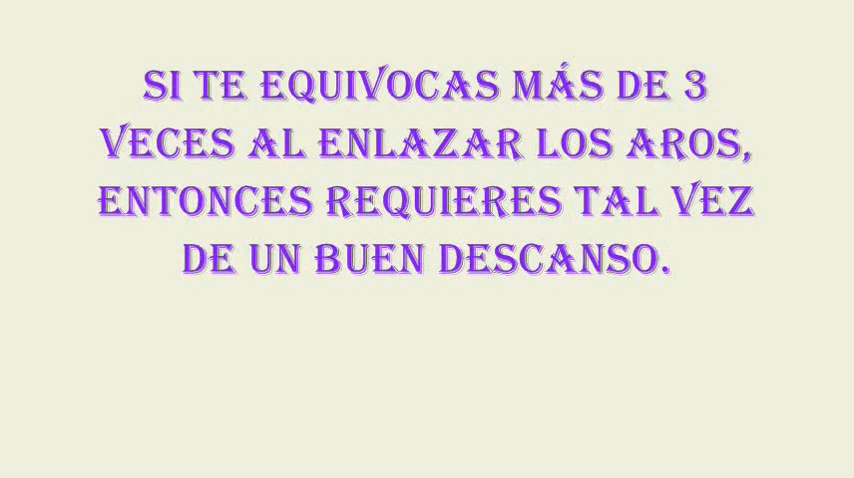 SI TE EQUIVOCAS MÁS DE 3
VECES AL ENLAZAR LOS AROS,
ENTONCES REQUIERES TAL VEZ
DE UN BUEN DESCANSO.